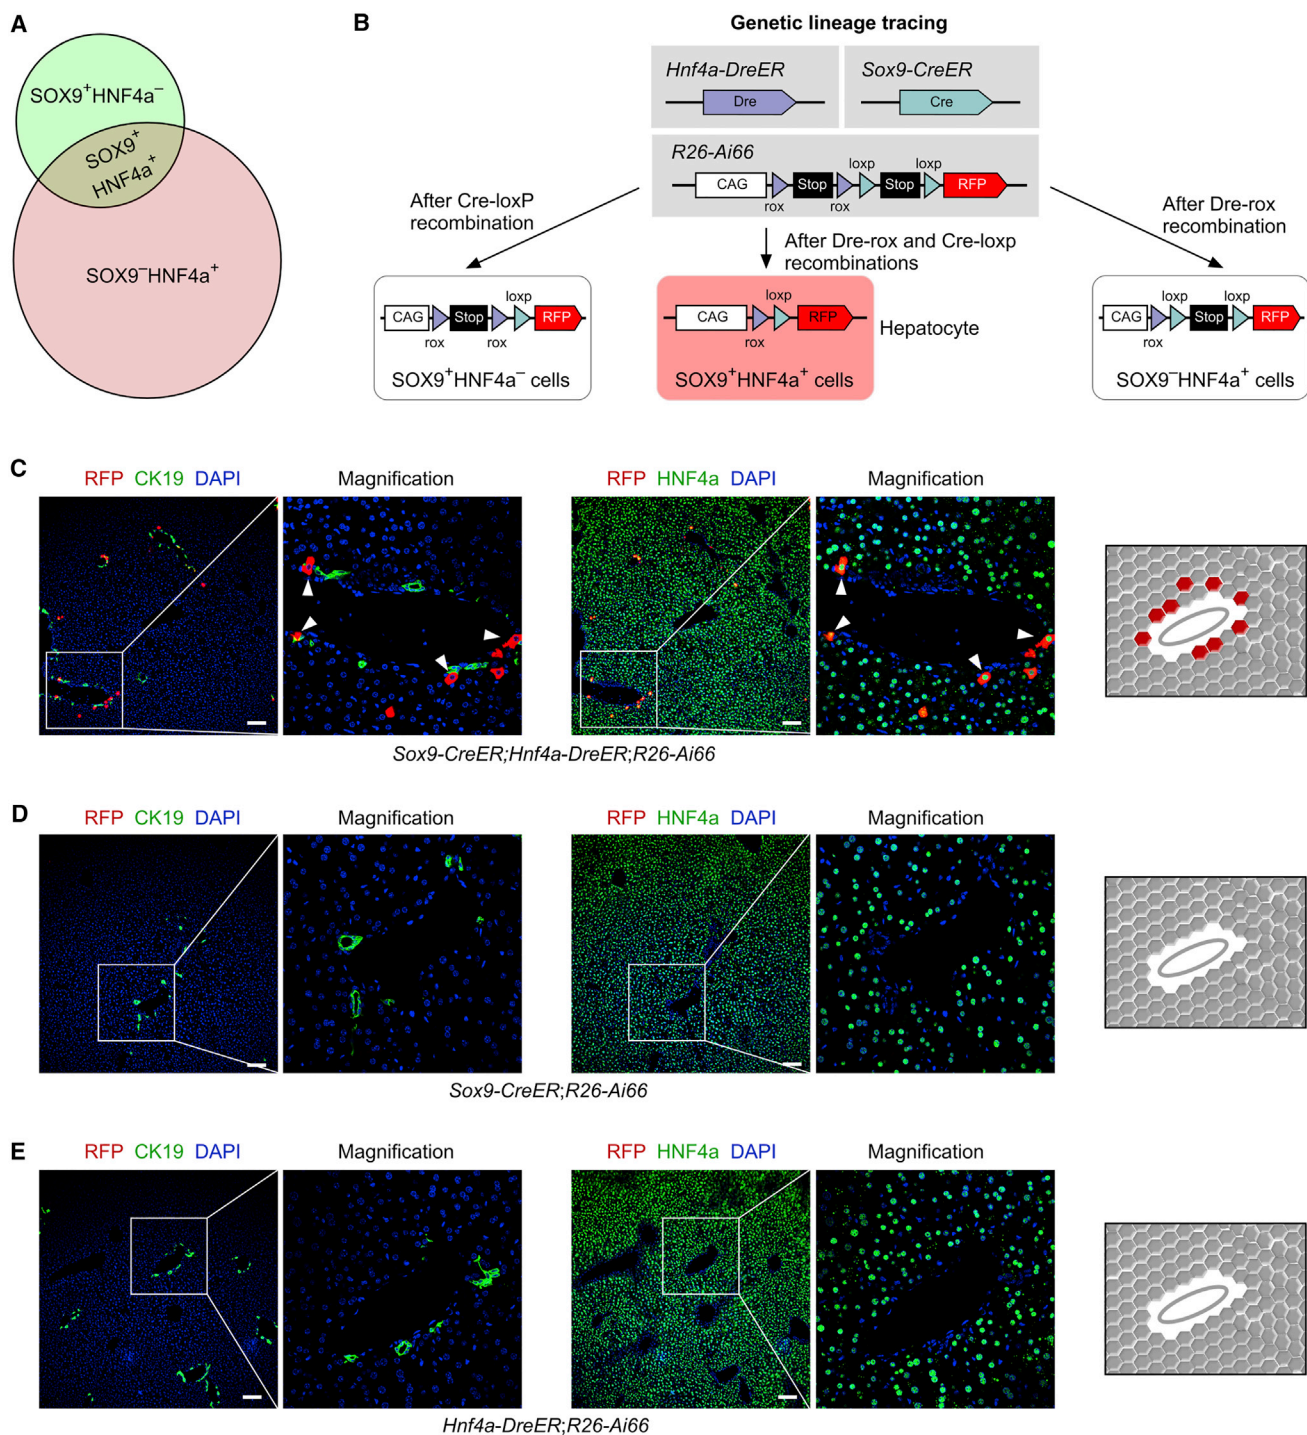 A
SOX9⁺HNF4a⁻
SOX9⁺
HNF4a⁺
SOX9⁻HNF4a⁺
B
Genetic lineage tracing
Hnf4a-DreER
Dre
Sox9-CreER
Cre
R26-Ai66
loxp loxp
CAG Stop Stop RFP
rox rox
After Cre-loxP
recombination
After Dre-rox and Cre-loxp
recombinations
After Dre-rox
recombination
loxp
CAG Stop RFP
rox rox
SOX9⁺HNF4a⁻ cells
loxp
CAG RFP
rox
SOX9⁺HNF4a⁺ cells
Hepatocyte
loxp loxp
CAG Stop RFP
rox
SOX9⁻HNF4a⁺ cells
C
RFP CK19 DAPI Magnification RFP HNF4a DAPI Magnification
Sox9-CreER;Hnf4a-DreER;R26-Ai66
D
RFP CK19 DAPI Magnification RFP HNF4a DAPI Magnification
Sox9-CreER;R26-Ai66
E
RFP CK19 DAPI Magnification RFP HNF4a DAPI Magnification
Hnf4a-DreER;R26-Ai66